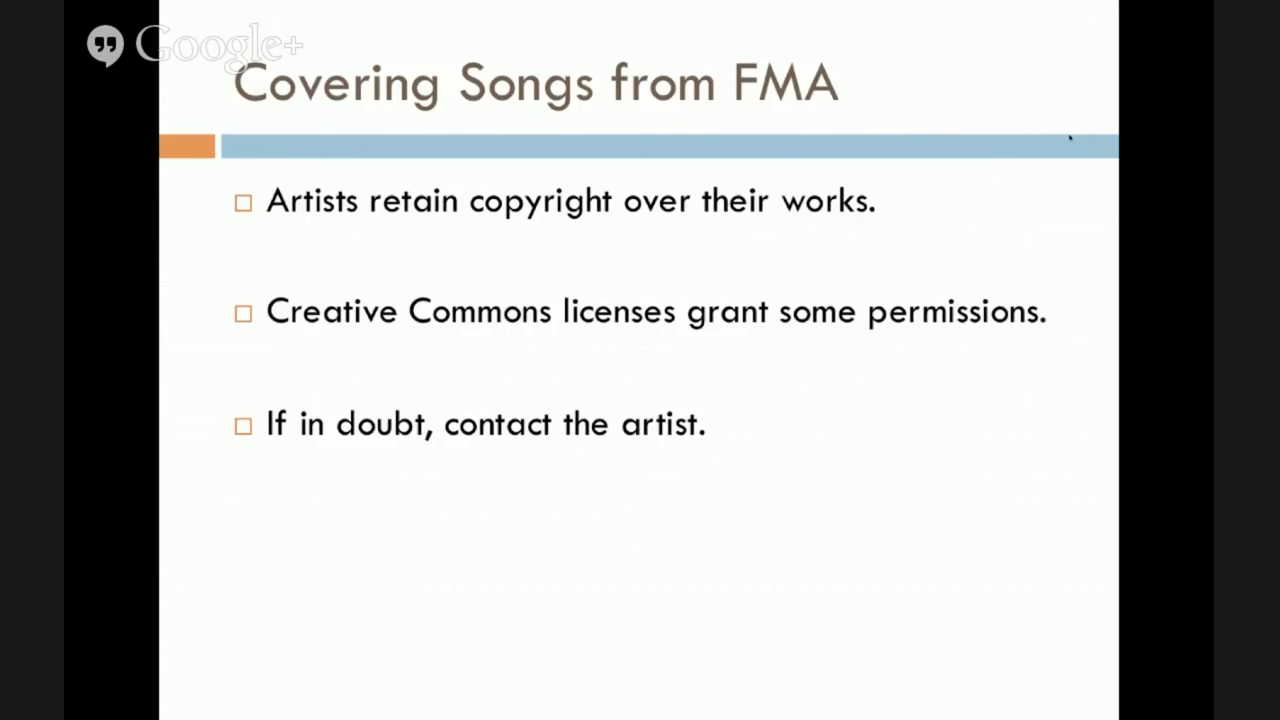 Google+
Covering Songs from FMA
Artists retain copyright over their works.
Creative Commons licenses grant some permissions.
If in doubt, contact the artist.